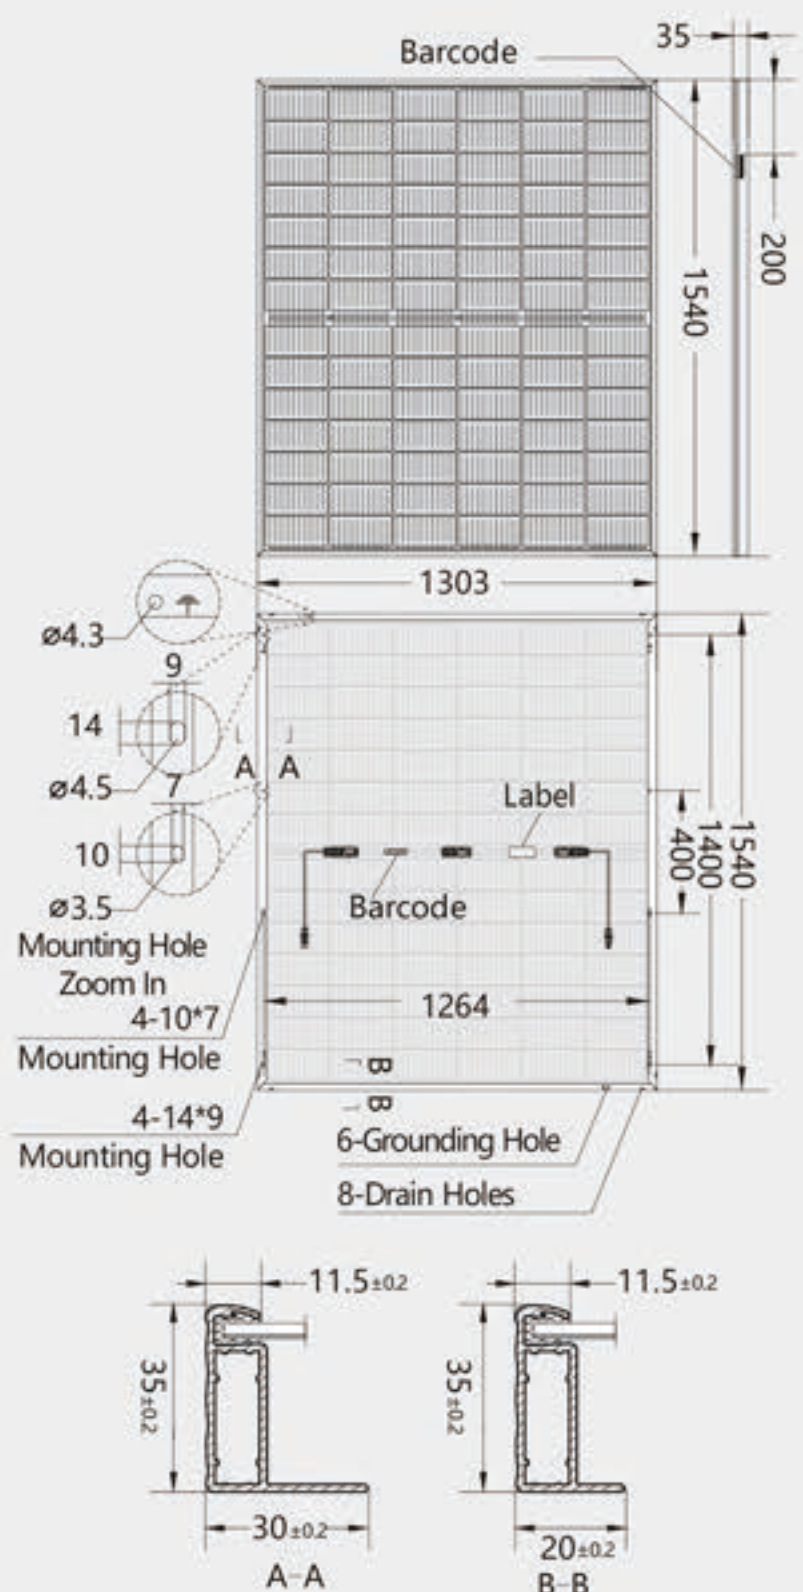 35
Barcode
200
1540
1303
ø4.3
9
14
A A
ø4.5
7
Label
10
400
1400
1540
ø3.5
Barcode
Mounting Hole
Zoom In
4-10*7
1264
Mounting Hole
B
B
4-14*9
Mounting Hole
6-Grounding Hole
8-Drain Holes
11.5±0.2
11.5±0.2
35±0.2
35±0.2
30±0.2
20±0.2
A-A
B-B